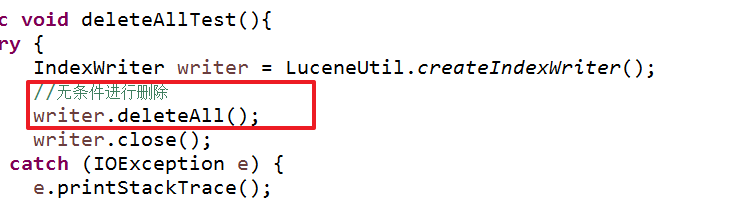 c void deleteAllTest(){
ry {
IndexWriter writer = LuceneUtil.createIndexWriter();
//无条件进行删除
writer.deleteAll();
writer.close();
catch (IOException e) {
e.printStackTrace();